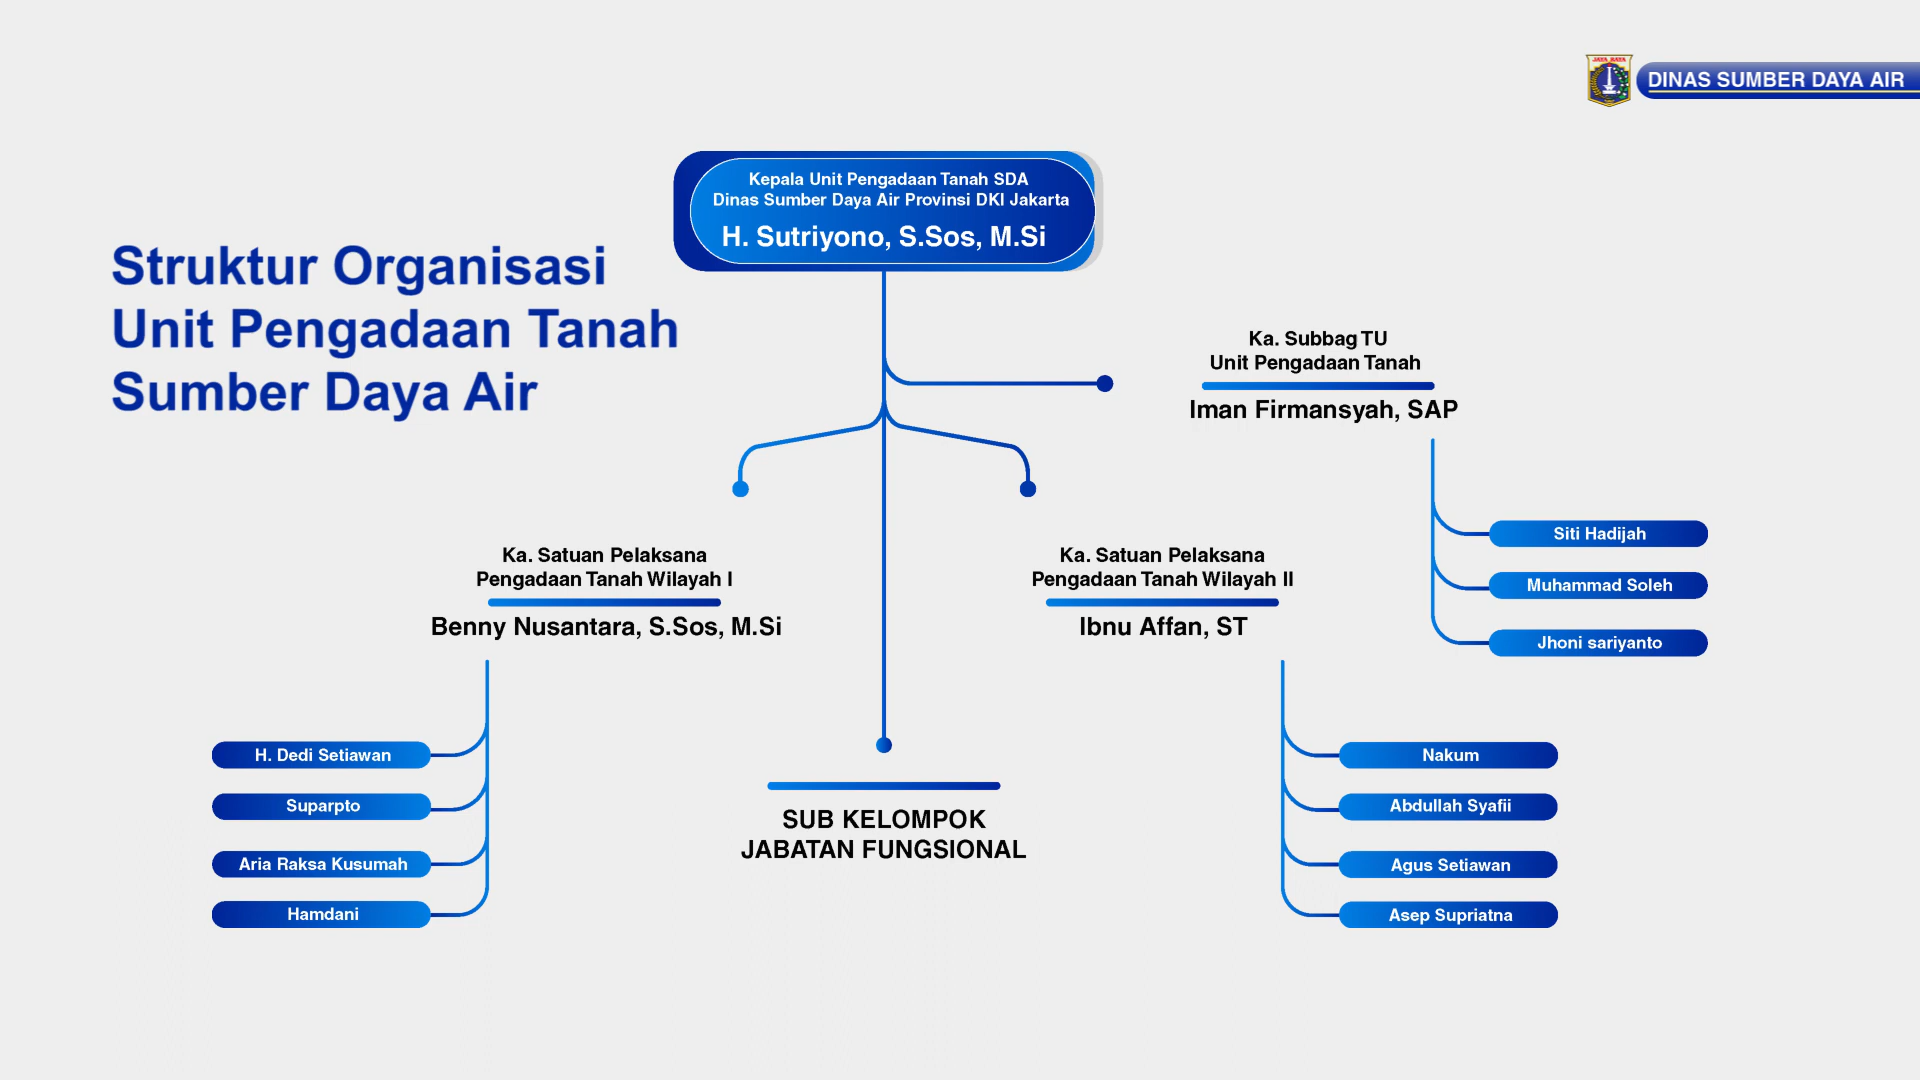 JAYA RAYA
DINAS SUMBER DAYA AIR
Struktur Organisasi
Unit Pengadaan Tanah
Sumber Daya Air
Kepala Unit Pengadaan Tanah SDA
Dinas Sumber Daya Air Provinsi DKI Jakarta
H. Sutriyono, S.Sos, M.Si
Ka. Subbag TU
Unit Pengadaan Tanah
Iman Firmansyah, SAP
Siti Hadijah
Muhammad Soleh
Jhoni sariyanto
Ka. Satuan Pelaksana
Pengadaan Tanah Wilayah I
Benny Nusantara, S.Sos, M.Si
H. Dedi Setiawan
Suparpto
Aria Raksa Kusumah
Hamdani
SUB KELOMPOK
JABATAN FUNGSIONAL
Ka. Satuan Pelaksana
Pengadaan Tanah Wilayah II
Ibnu Affan, ST
Nakum
Abdullah Syafii
Agus Setiawan
Asep Supriatna